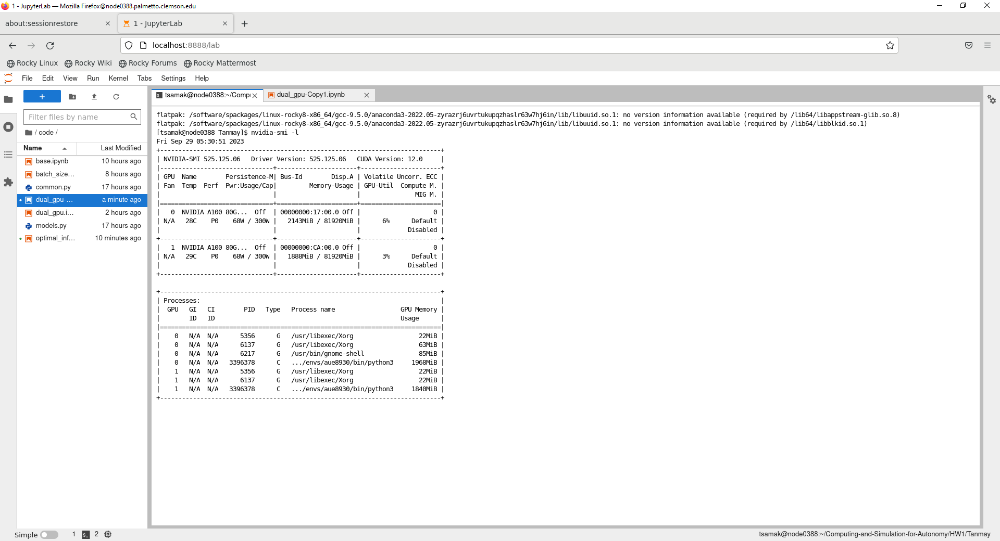 1 - JupyterLab — Mozilla Firefox@node0388.palmetto.clemson.edu
about:sessionrestore
1 - JupyterLab
localhost:8888/lab
Rocky Linux Rocky Wiki Rocky Forums Rocky Mattermost
File Edit View Run Kernel Tabs Settings Help
Filter files by name
/ code /
Name Last Modified
base.ipynb 10 hours ago
batch_size... 8 hours ago
common.py 17 hours ago
dual_gpu-... a minute ago
dual_gpu.i... 2 hours ago
models.py 17 hours ago
optimal_inf... 10 minutes ago
tsamak@node0388:~/Comp
dual_gpu-Copy1.ipynb
flatpak: /software/spackages/linux-rocky8-x86_64/gcc-9.5.0/anaconda3-2022.05-zyrazrj6uvrtukupqzhaslr63w7hj6in/lib/libuuid.so.1: no version information available (required by /lib64/libappstream-glib.so.8)
flatpak: /software/spackages/linux-rocky8-x86_64/gcc-9.5.0/anaconda3-2022.05-zyrazrj6uvrtukupqzhaslr63w7hj6in/lib/libuuid.so.1: no version information available (required by /lib64/libblkid.so.1)
[tsamak@node0388 Tanmay]$ nvidia-smi -l
Fri Sep 29 05:30:51 2023
+-----------------------------------------------------------------------------+
| NVIDIA-SMI 525.125.06   Driver Version: 525.125.06   CUDA Version: 12.0     |
|-------------------------------+----------------------+----------------------+
| GPU  Name        Persistence-M| Bus-Id        Disp.A | Volatile Uncorr. ECC |
| Fan  Temp  Perf  Pwr:Usage/Cap|         Memory-Usage | GPU-Util  Compute M. |
|                               |                      |               MIG M. |
|===============================+======================+======================|
|   0  NVIDIA A100 80G...  Off  | 00000000:17:00.0 Off |                    0 |
| N/A   28C    P0    68W / 300W |   2143MiB / 81920MiB |      6%      Default |
|                               |                      |             Disabled |
+-------------------------------+----------------------+----------------------+
|   1  NVIDIA A100 80G...  Off  | 00000000:CA:00.0 Off |                    0 |
| N/A   29C    P0    68W / 300W |   1888MiB / 81920MiB |      3%      Default |
|                               |                      |             Disabled |
+-------------------------------+----------------------+----------------------+
+-----------------------------------------------------------------------------+
| Processes:                                                                  |
|  GPU   GI   CI        PID   Type   Process name                  GPU Memory |
|        ID   ID                                                   Usage      |
|=============================================================================|
|    0   N/A  N/A      5356      G   /usr/libexec/Xorg                  22MiB |
|    0   N/A  N/A      6137      G   /usr/libexec/Xorg                  63MiB |
|    0   N/A  N/A      6217      G   /usr/bin/gnome-shell               85MiB |
|    0   N/A  N/A   3396378      C   .../envs/aue8930/bin/python3     1968MiB |
|    1   N/A  N/A      5356      G   /usr/libexec/Xorg                  22MiB |
|    1   N/A  N/A      6137      G   /usr/libexec/Xorg                  22MiB |
|    1   N/A  N/A   3396378      C   .../envs/aue8930/bin/python3     1840MiB |
+-----------------------------------------------------------------------------+
Simple 1 $_ 2 tsamak@node0388:~/Computing-and-Simulation-for-Autonomy/HW1/Tanmay